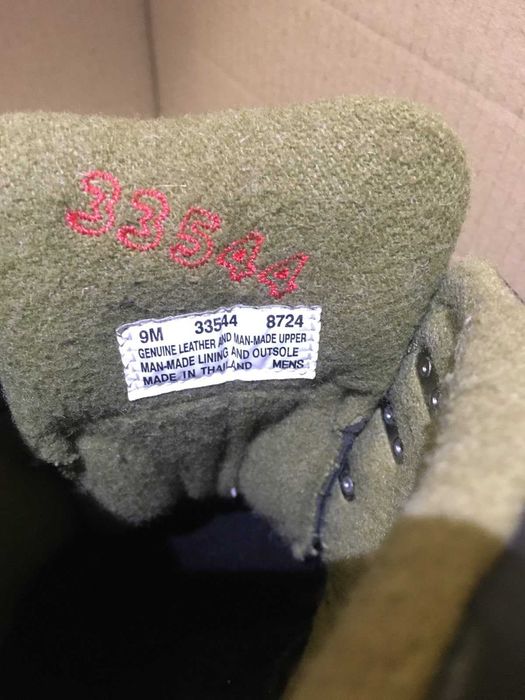 33544
9M 33544 8724
GENUINE LEATHER AND MAN-MADE UPPER
MAN-MADE LINING AND OUTSOLE
MADE IN THAILAND MENS